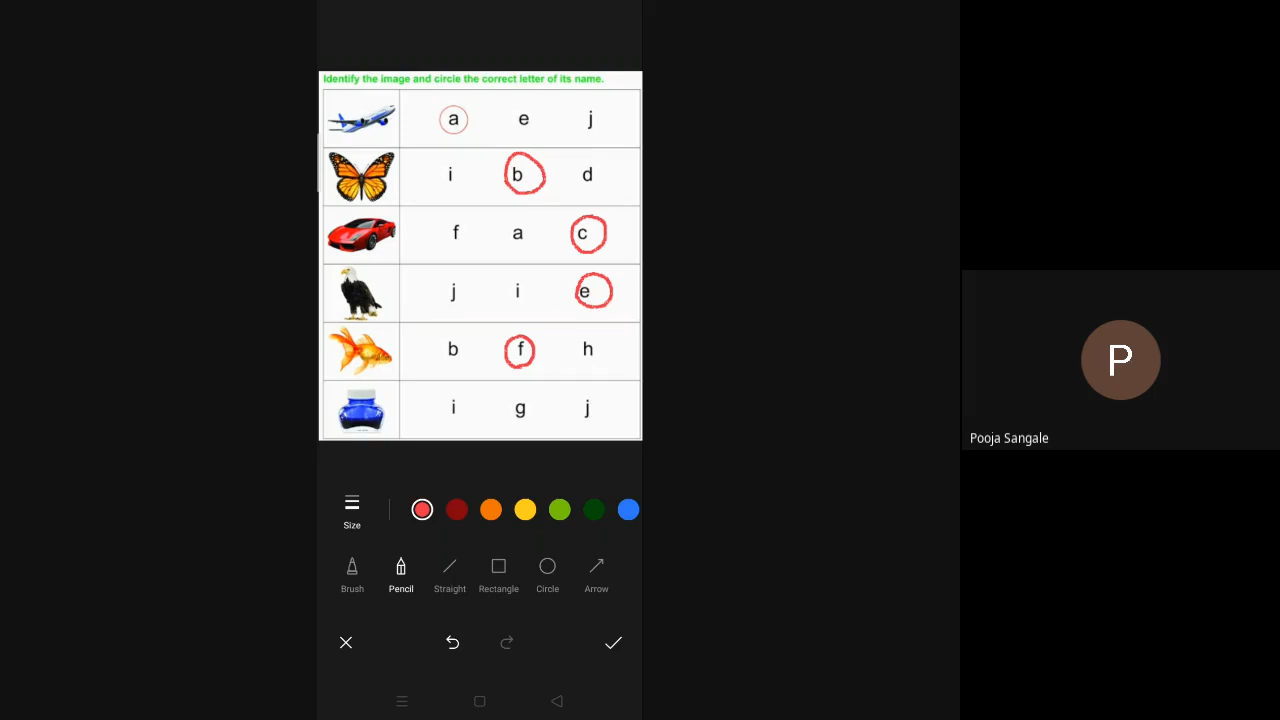 Identify the image and circle the correct letter of its name.
a e j
i b d
f a c
j i e
b f h
i g j
Size
Brush Pencil Straight Rectangle Circle Arrow
P
Pooja Sangale